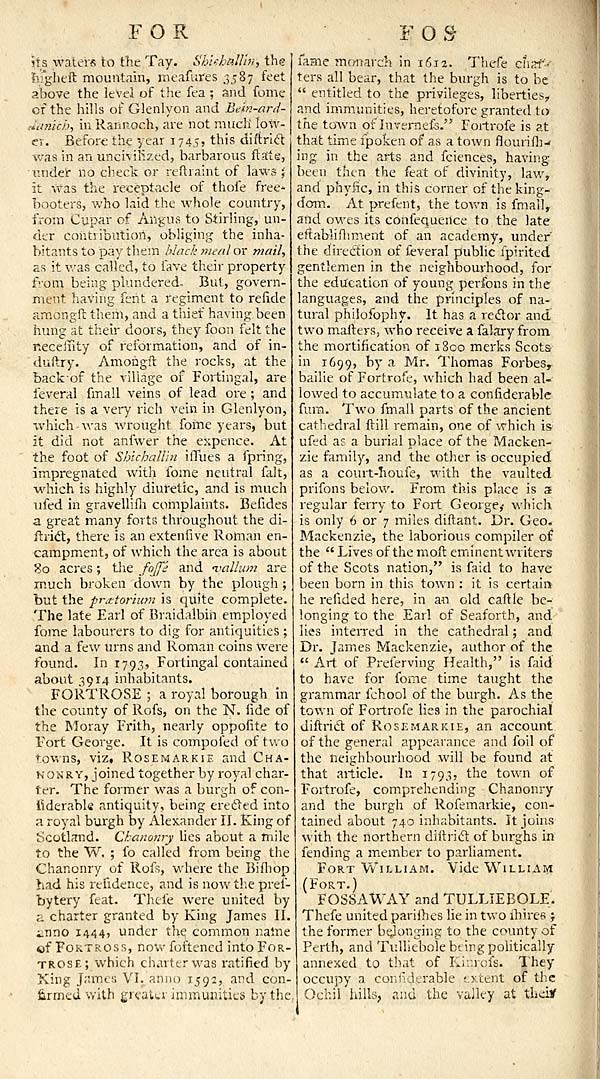 FOR
FOS
its waters to the Tay. Shichallin, the
higheſt mountain, meaſures 3587 feet
above the level of the ſea; and ſome
of the hills of Glenlyon and Bein-ard-
lanich, in Rannoch, are not much low-
er. Before the year 1745, this diſtrict
was in an uncivilized, barbarous ſtate,
under no check or reſtraint of laws;
it was the receptacle of thoſe free-
booters, who laid the whole country,
from Cupar of Angus to Stirling, un-
der contribution, obliging the inha-
bitants to pay them black meal or mail,
as it was called, to ſave their property
from being plundered. But, govern-
ment having ſent a regiment to reſide
amongſt them, and a thief having been
hung at their doors, they ſoon felt the
neceſſity of reformation, and of in-
duſtry. Amongſt the rocks, at the
back of the village of Fortingal, are
ſeveral ſmall veins of lead ore; and
there is a very rich vein in Glenlyon,
which was wrought ſome years, but
it did not anſwer the expence. At
the foot of Shichallin iſſues a ſpring,
impregnated with ſome neutral ſalt,
which is highly diuretic, and is much
uſed in gravelliſh complaints. Beſides
a great many forts throughout the di-
ſtrict, there is an extenſive Roman en-
campment, of which the area is about
80 acres; the foſſé and vallum are
much broken down by the plough;
but the prætorium is quite complete.
The late Earl of Braidalbin employed
ſome labourers to dig for antiquities;
and a few urns and Roman coins were
found. In 1793, Fortingal contained
about 3914 inhabitants.
FORTROSE; a royal borough in
the county of Roſs, on the N. ſide of
the Moray Frith, nearly oppoſite to
Fort George. It is compoſed of two
towns, viz. ROSEMARKIE and CHA-
NONRY, joined together by royal char-
ter. The former was a burgh of con-
ſiderable antiquity, being erected into
a royal burgh by Alexander II. King of
Scotland. Chanonry lies about a mile
to the W.; ſo called from being the
Chanonry of Roſs, where the Biſhop
had his reſidence, and is now the preſ-
bytery ſeat. Theſe were united by
a charter granted by King James II.
anno 1444, under the common name
of FORTROSS, now ſoftened into FOR-
TROSE; which charter was ratified by
King James VI. anno 1592, and con-
firmed with greater immunities by the
ſame monarch in 1612. Theſe char-
ters all bear, that the burgh is to be
" entitled to the privileges, liberties,
and immunities, heretofore granted to
the town of Inverneſs." Fortroſe is at
that time ſpoken of as a town flouriſh-
ing in the arts and ſciences, having
been then the ſeat of divinity, law,
and phyſic, in this corner of the king-
dom. At preſent, the town is ſmall,
and owes its conſequence to the late
eſtabliſhment of an academy, under
the direction of ſeveral public ſpirited
gentlemen in the neighbourhood, for
the education of young perſons in the
languages, and the principles of na-
tural philoſophy. It has a rector and
two maſters, who receive a ſalary from
the mortification of 1800 merks Scots
in 1699, by a Mr. Thomas Forbes,
bailie of Fortroſe, which had been al-
lowed to accumulate to a conſiderable
ſum. Two ſmall parts of the ancient
cathedral ſtill remain, one of which is
uſed as a burial place of the Macken-
zie family, and the other is occupied
as a court-houſe, with the vaulted
priſons below. From this place is a
regular ferry to Fort George, which
is only 6 or 7 miles diſtant. Dr. Geo.
Mackenzie, the laborious compiler of
the " Lives of the moſt eminent writers
of the Scots nation," is ſaid to have
been born in this town: it is certain
he reſided here, in an old caſtle be-
longing to the Earl of Seaforth, and
lies interred in the cathedral; and
Dr. James Mackenzie, author of the
" Art of Preſerving Health," is ſaid
to have for ſome time taught the
grammar ſchool of the burgh. As the
town of Fortroſe lies in the parochial
diſtrict of ROSEMARKIE, an account
of the general appearance and ſoil of
the neighbourhood will be found at
that article. In 1793, the town of
Fortroſe, comprehending Chanonry
and the burgh of Roſemarkie, con-
tained about 740 inhabitants. It joins
with the northern diſtrict of burghs in
ſending a member to parliament.
FORT WILLIAM. Vide WILLIAM
(FORT.)
FOSSAWAY and TULLIEBOLE.
Theſe united pariſhes lie in two ſhires;
the former belonging to the county of
Perth, and Tulliebole being politically
annexed to that of Kinroſs. They
occupy a conſiderable extent of the
Ochil hills, and the valley at their